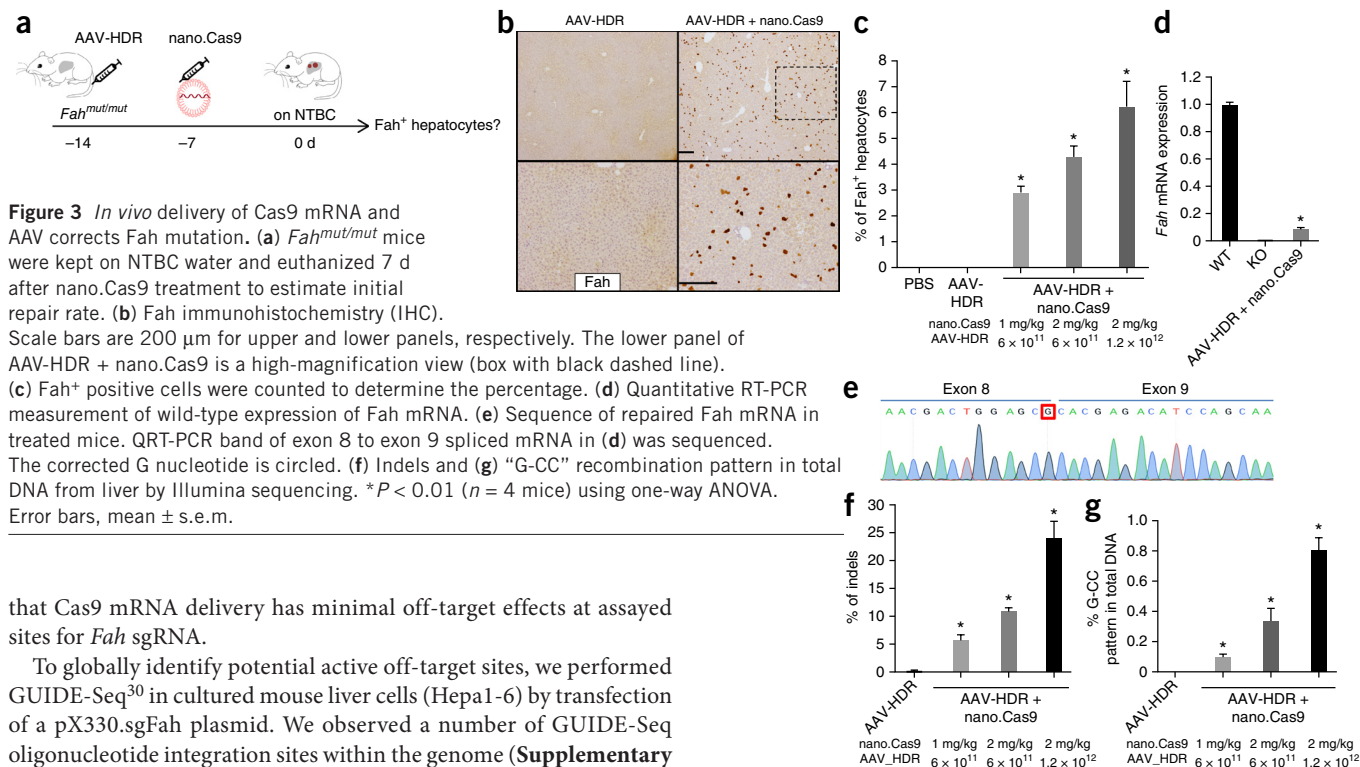 a
AAV-HDR nano.Cas9
Fah^mut/mut on NTBC
Fah⁺ hepatocytes?
–14 –7 0 d
b
AAV-HDR AAV-HDR + nano.Cas9
Fah
c
% of Fah⁺ hepatocytes
8
7
6
5
4
3
2
1
0
* * *
PBS AAV-HDR AAV-HDR + nano.Cas9
nano.Cas9 1 mg/kg 2 mg/kg 2 mg/kg
AAV-HDR 6 × 10¹¹ 6 × 10¹¹ 1.2 × 10¹²
d
Fah mRNA expression
1.2
1.0
0.8
0.6
0.4
0.2
0
*
WT KO AAV-HDR + nano.Cas9
Figure 3 In vivo delivery of Cas9 mRNA and
AAV corrects Fah mutation. (a) Fah^mut/mut mice
were kept on NTBC water and euthanized 7 d
after nano.Cas9 treatment to estimate initial
repair rate. (b) Fah immunohistochemistry (IHC).
Scale bars are 200 μm for upper and lower panels, respectively. The lower panel of
AAV-HDR + nano.Cas9 is a high-magnification view (box with black dashed line).
(c) Fah⁺ positive cells were counted to determine the percentage. (d) Quantitative RT-PCR
measurement of wild-type expression of Fah mRNA. (e) Sequence of repaired Fah mRNA in
treated mice. QRT-PCR band of exon 8 to exon 9 spliced mRNA in (d) was sequenced.
The corrected G nucleotide is circled. (f) Indels and (g) “G-CC” recombination pattern in total
DNA from liver by Illumina sequencing. *P < 0.01 (n = 4 mice) using one-way ANOVA.
Error bars, mean ± s.e.m.
e
Exon 8 Exon 9
A A C G A C T G G A G C G C A C G A G A C A T C C A G C A A
f
% of indels
30
25
20
15
10
5
0
* * *
AAV-HDR AAV-HDR + nano.Cas9
nano.Cas9 1 mg/kg 2 mg/kg 2 mg/kg
AAV_HDR 6 × 10¹¹ 6 × 10¹¹ 1.2 × 10¹²
g
% G-CC
pattern in total DNA
1.0
0.8
0.6
0.4
0.2
0
* * *
AAV-HDR AAV-HDR + nano.Cas9
nano.Cas9 1 mg/kg 2 mg/kg 2 mg/kg
AAV_HDR 6 × 10¹¹ 6 × 10¹¹ 1.2 × 10¹²
that Cas9 mRNA delivery has minimal off-target effects at assayed
sites for Fah sgRNA.
To globally identify potential active off-target sites, we performed
GUIDE-Seq³⁰ in cultured mouse liver cells (Hepa1-6) by transfection
of a pX330.sgFah plasmid. We observed a number of GUIDE-Seq
oligonucleotide integration sites within the genome (Supplementary